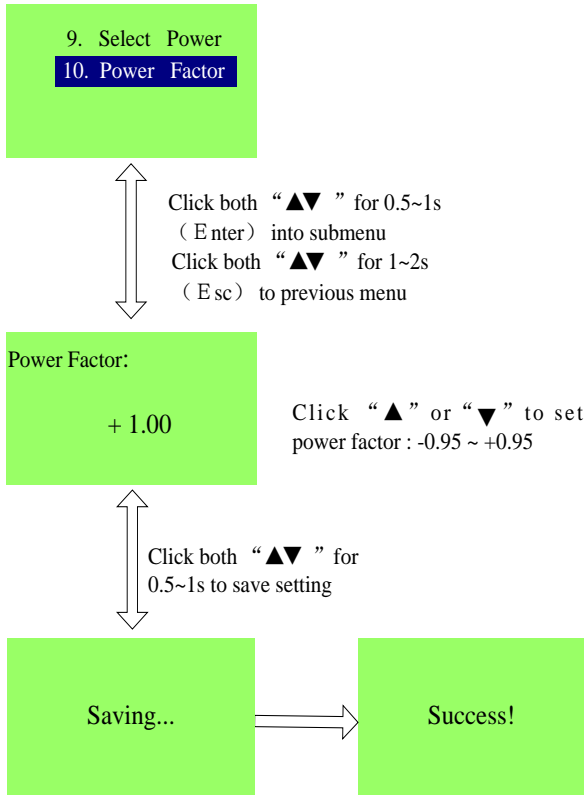 9. Select Power
10. Power Factor
Click both “▲▼ ” for 0.5~1s
（Enter） into submenu
Click both “▲▼ ” for 1~2s
（Esc） to previous menu
Power Factor:
+ 1.00
Click “▲” or “▼” to set
power factor : -0.95 ~ +0.95
Click both “▲▼ ” for
0.5~1s to save setting
Saving...
Success!